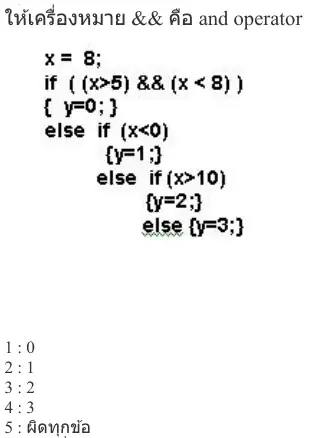 ให้เครื่องหมาย && คือ and operator
x = 8;
if ( (x>5) && (x < 8) )
{ y=0; }
else if (x<0)
{y=1;}
else if (x>10)
{y=2;}
else {y=3;}
1 : 0
2 : 1
3 : 2
4 : 3
5 : ผิดทุกข้อ